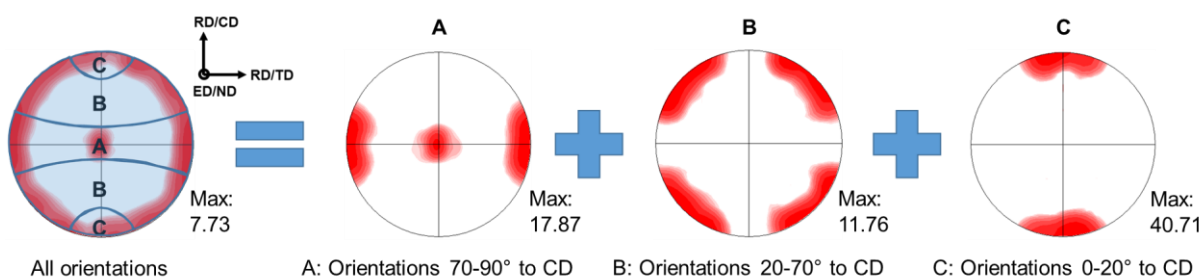 RD/CD
RD/TD
ED/ND
C
B
A
B
C
Max:
7.73
All orientations
A
Max:
17.87
A: Orientations 70-90° to CD
B
Max:
11.76
B: Orientations 20-70° to CD
C
Max:
40.71
C: Orientations 0-20° to CD